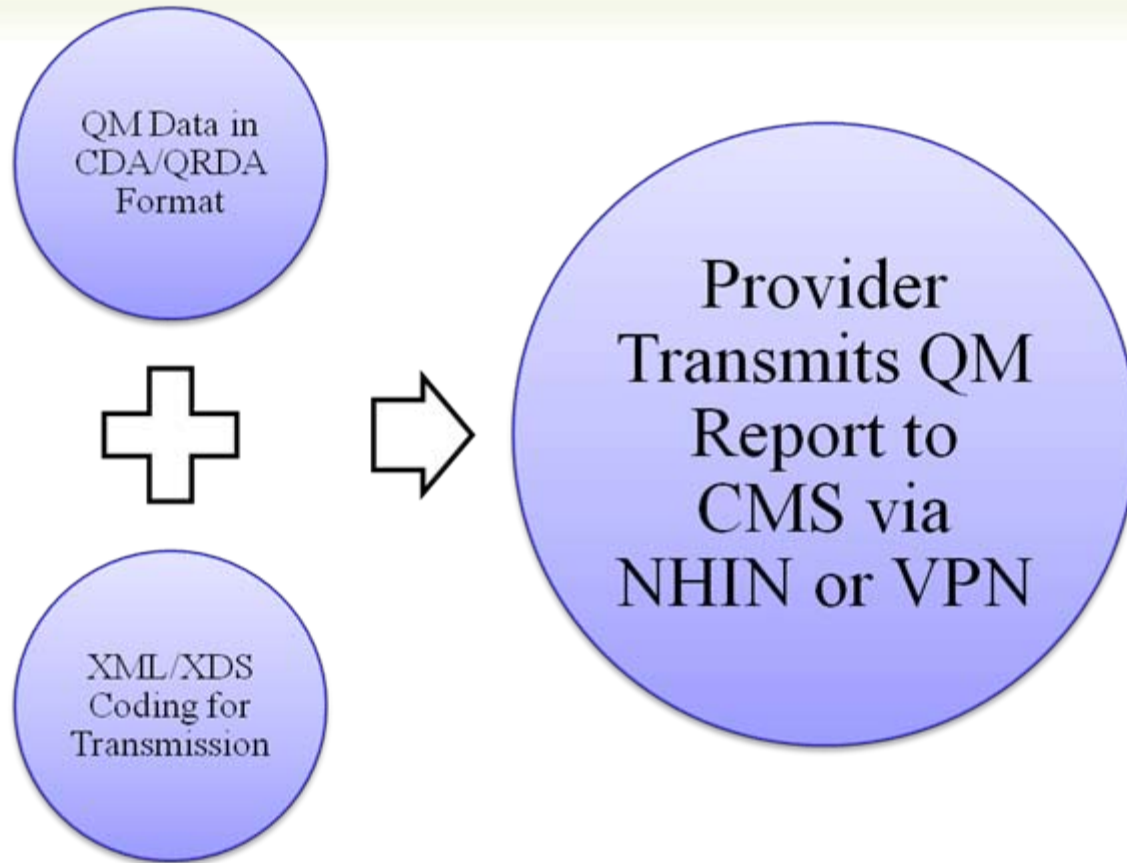 QM Data in
CDA/QRDA
Format
XML/XDS
Coding for
Transmission
Provider
Transmits QM
Report to
CMS via
NHIN or VPN